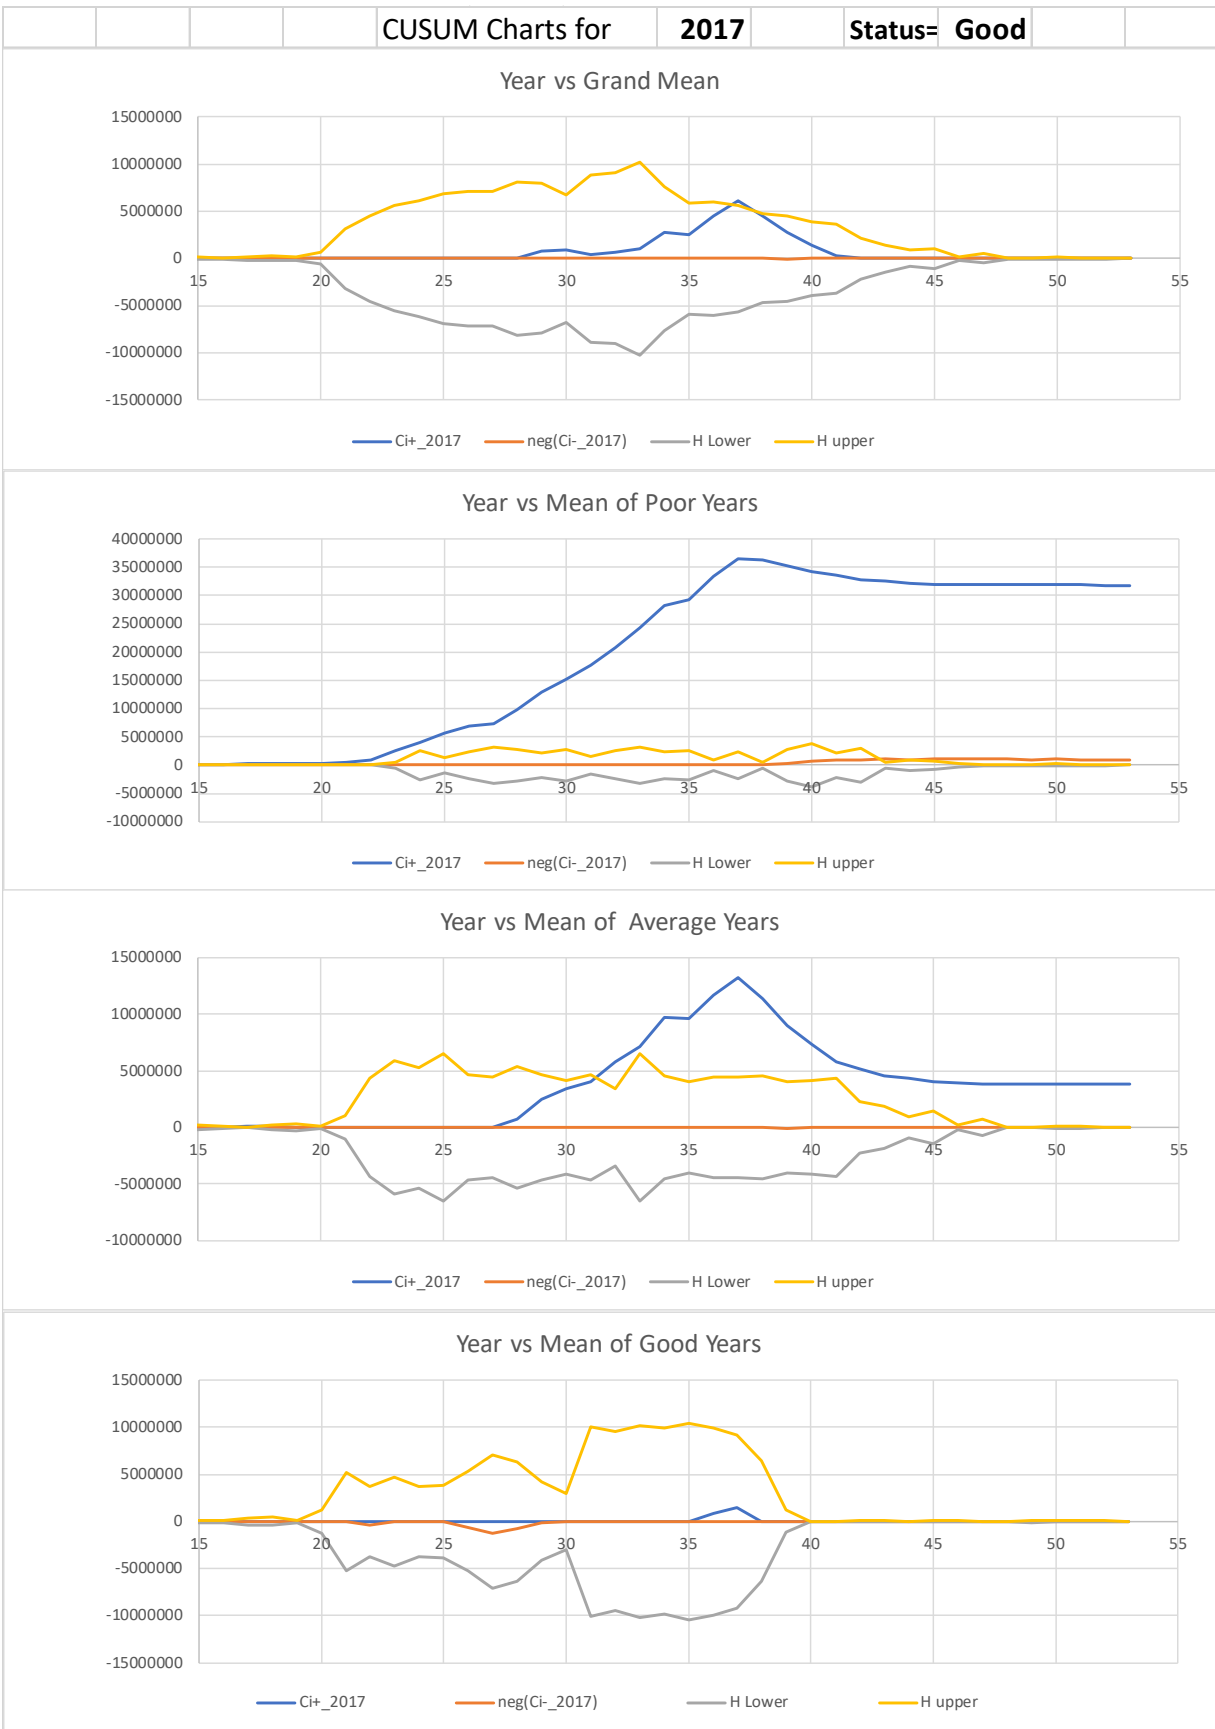 CUSUM Charts for 2017 Status= Good
Year vs Grand Mean
15000000
10000000
5000000
0
15 20 25 30 35 40 45 50 55
-5000000
-10000000
-15000000
Ci+_2017 neg(Ci-_2017) H Lower H upper
Year vs Mean of Poor Years
40000000
35000000
30000000
25000000
20000000
15000000
10000000
5000000
0
15 20 25 30 35 40 45 50 55
-5000000
-10000000
Ci+_2017 neg(Ci-_2017) H Lower H upper
Year vs Mean of Average Years
15000000
10000000
5000000
0
15 20 25 30 35 40 45 50 55
-5000000
-10000000
Ci+_2017 neg(Ci-_2017) H Lower H upper
Year vs Mean of Good Years
15000000
10000000
5000000
0
15 20 25 30 35 40 45 50 55
-5000000
-10000000
-15000000
Ci+_2017 neg(Ci-_2017) H Lower H upper